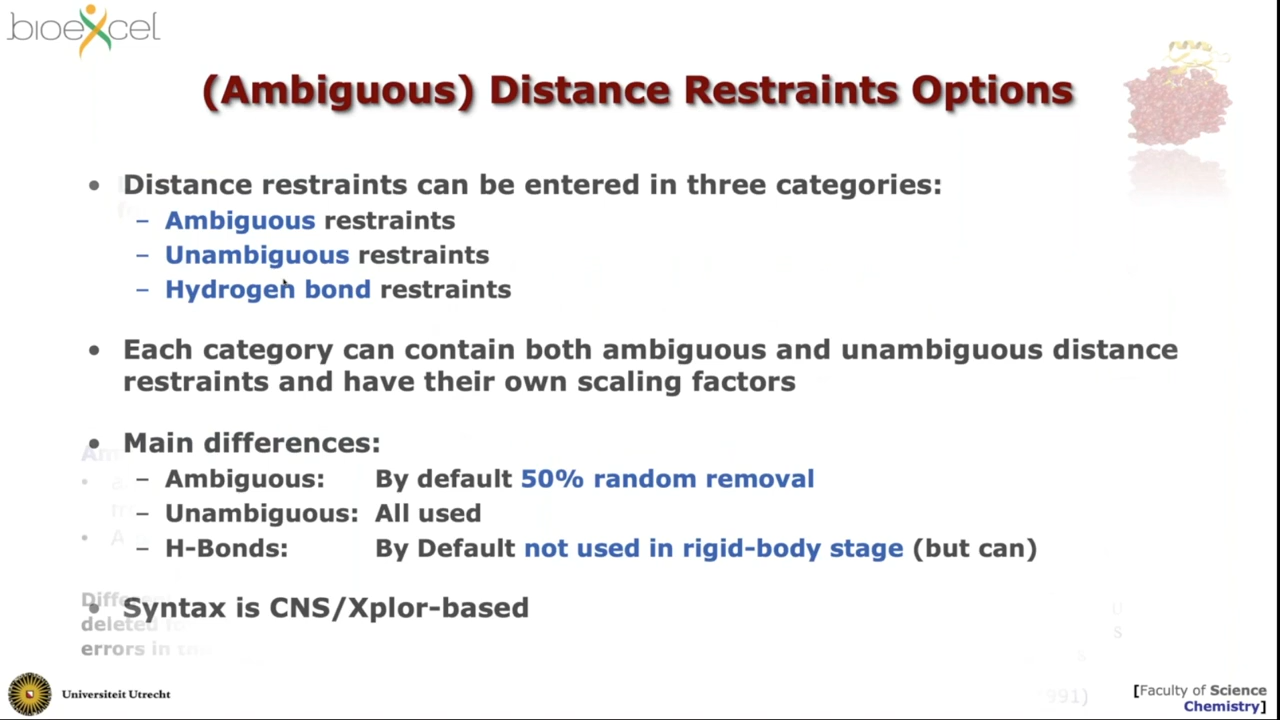 bioexcel
(Ambiguous) Distance Restraints Options
• Distance restraints can be entered in three categories:
– Ambiguous restraints
– Unambiguous restraints
– Hydrogen bond restraints
• Each category can contain both ambiguous and unambiguous distance
restraints and have their own scaling factors
• Main differences:
– Ambiguous: By default 50% random removal
– Unambiguous: All used
– H-Bonds: By Default not used in rigid-body stage (but can)
• Syntax is CNS/Xplor-based
deleted
errors in
Universiteit Utrecht
[Faculty of Science
Chemistry]